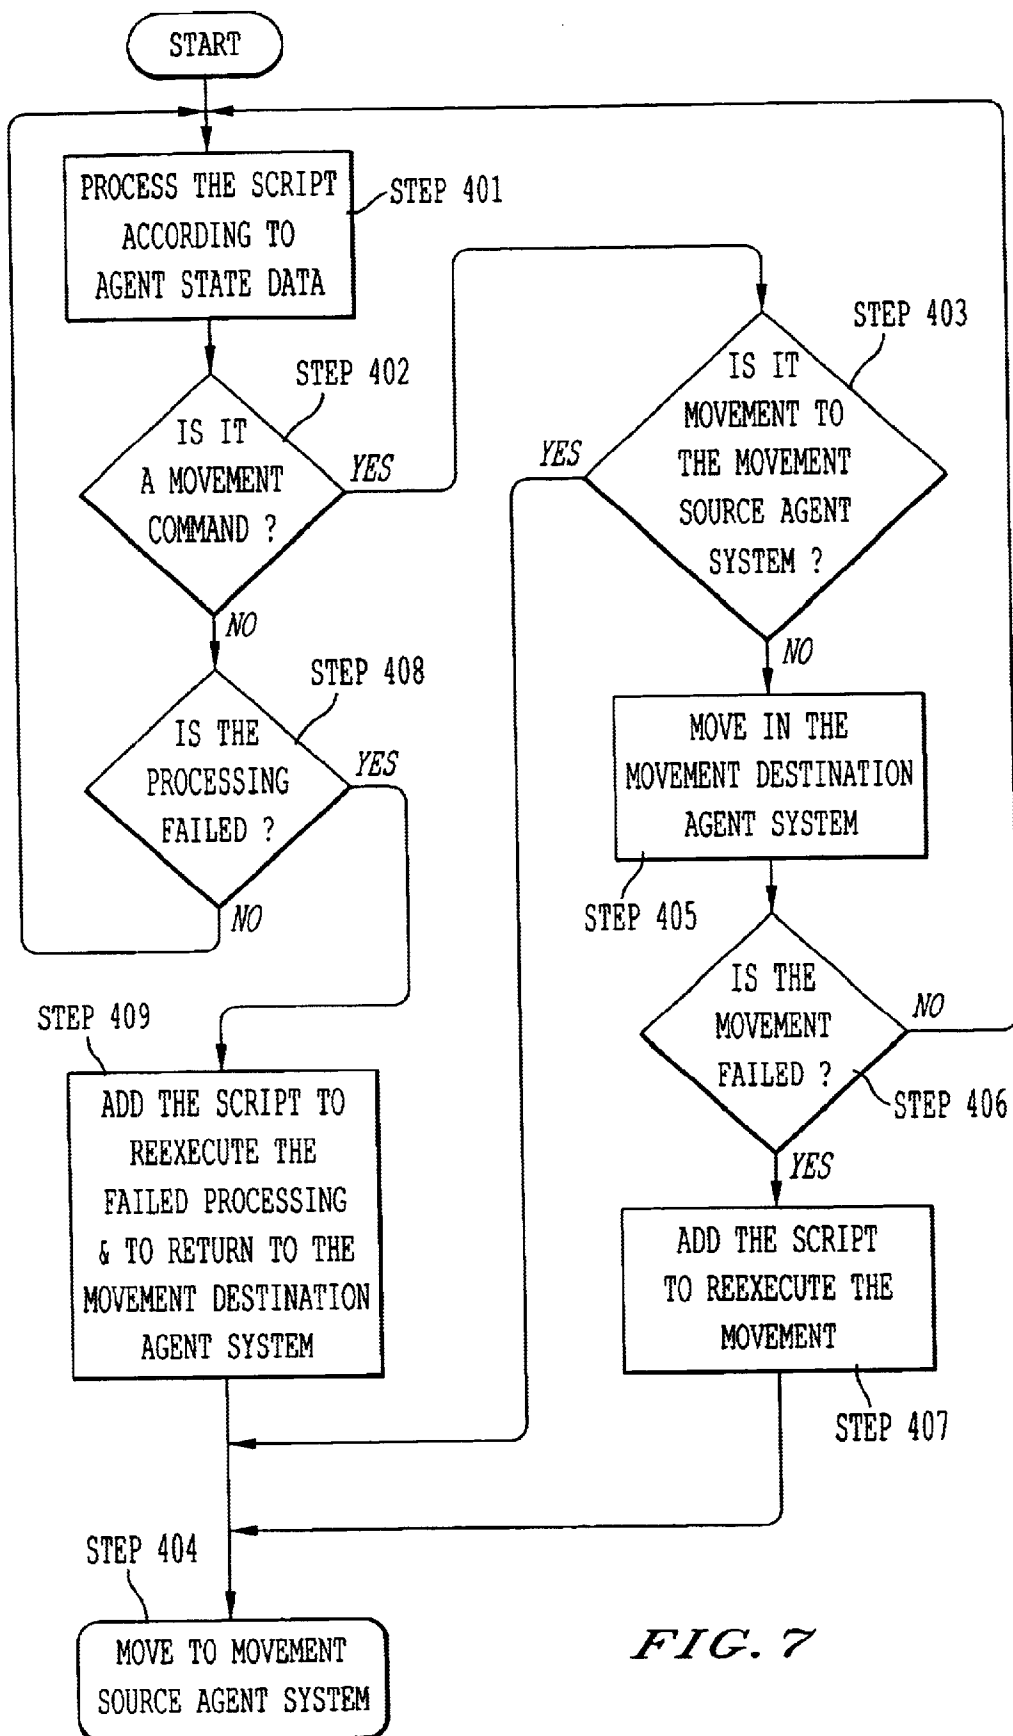 START
PROCESS THE SCRIPT
ACCORDING TO
AGENT STATE DATA
STEP 401
STEP 402
IS IT
A MOVEMENT
COMMAND ?
YES
NO
STEP 403
IS IT
MOVEMENT TO
THE MOVEMENT
SOURCE AGENT
SYSTEM ?
YES
NO
STEP 408
IS THE
PROCESSING
FAILED ?
YES
NO
MOVE IN THE
MOVEMENT DESTINATION
AGENT SYSTEM
STEP 405
IS THE
MOVEMENT
FAILED ?
NO
STEP 406
YES
STEP 409
ADD THE SCRIPT TO
REEXECUTE THE
FAILED PROCESSING
& TO RETURN TO THE
MOVEMENT DESTINATION
AGENT SYSTEM
ADD THE SCRIPT
TO REEXECUTE THE
MOVEMENT
STEP 407
STEP 404
MOVE TO MOVEMENT
SOURCE AGENT SYSTEM
FIG. 7